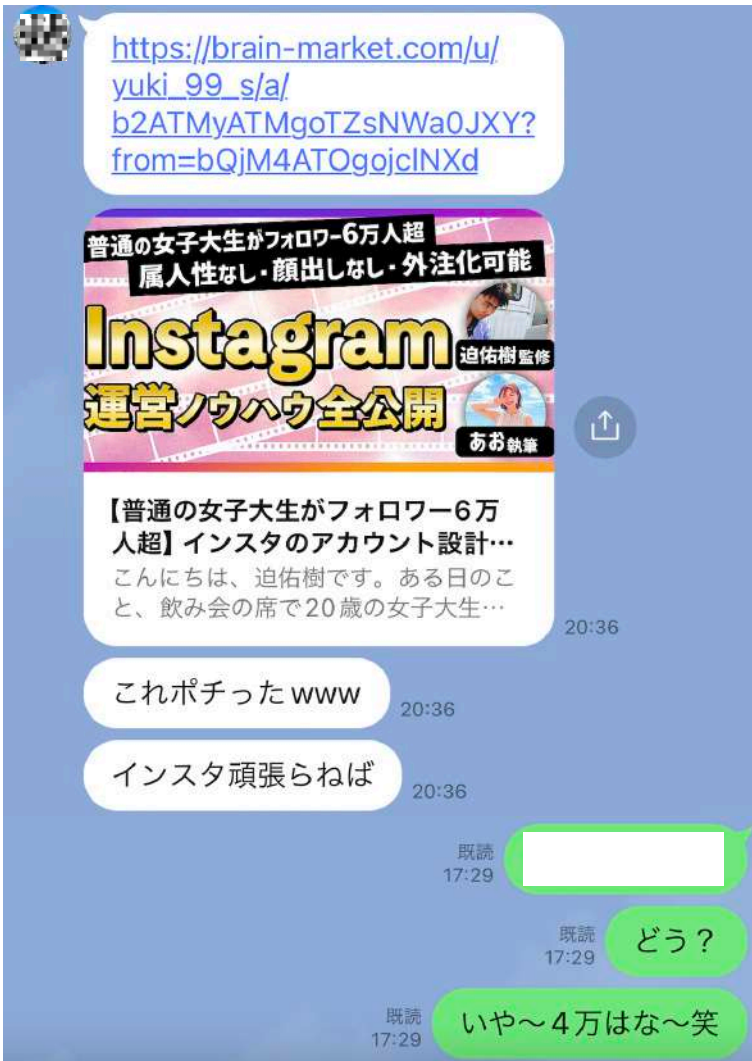 https://brain-market.com/u/
yuki_99_s/a/
b2ATMyATMgoTZsNWa0JXY?
from=bQjM4ATOgojclNXd
普通の女子大生がフォロワー6万人超
属人性なし・顔出しなし・外注化可能
Instagram
迫佑樹監修
運営ノウハウ全公開
あお執筆
【普通の女子大生がフォロワー6万
人超】インスタのアカウント設計…
こんにちは、迫佑樹です。ある日のこ
と、飲み会の席で20歳の女子大生…
20:36
これポチったwww
20:36
インスタ頑張らねば
20:36
既読
17:29
どう？
既読
17:29
いや〜4万はな〜笑
既読
17:29